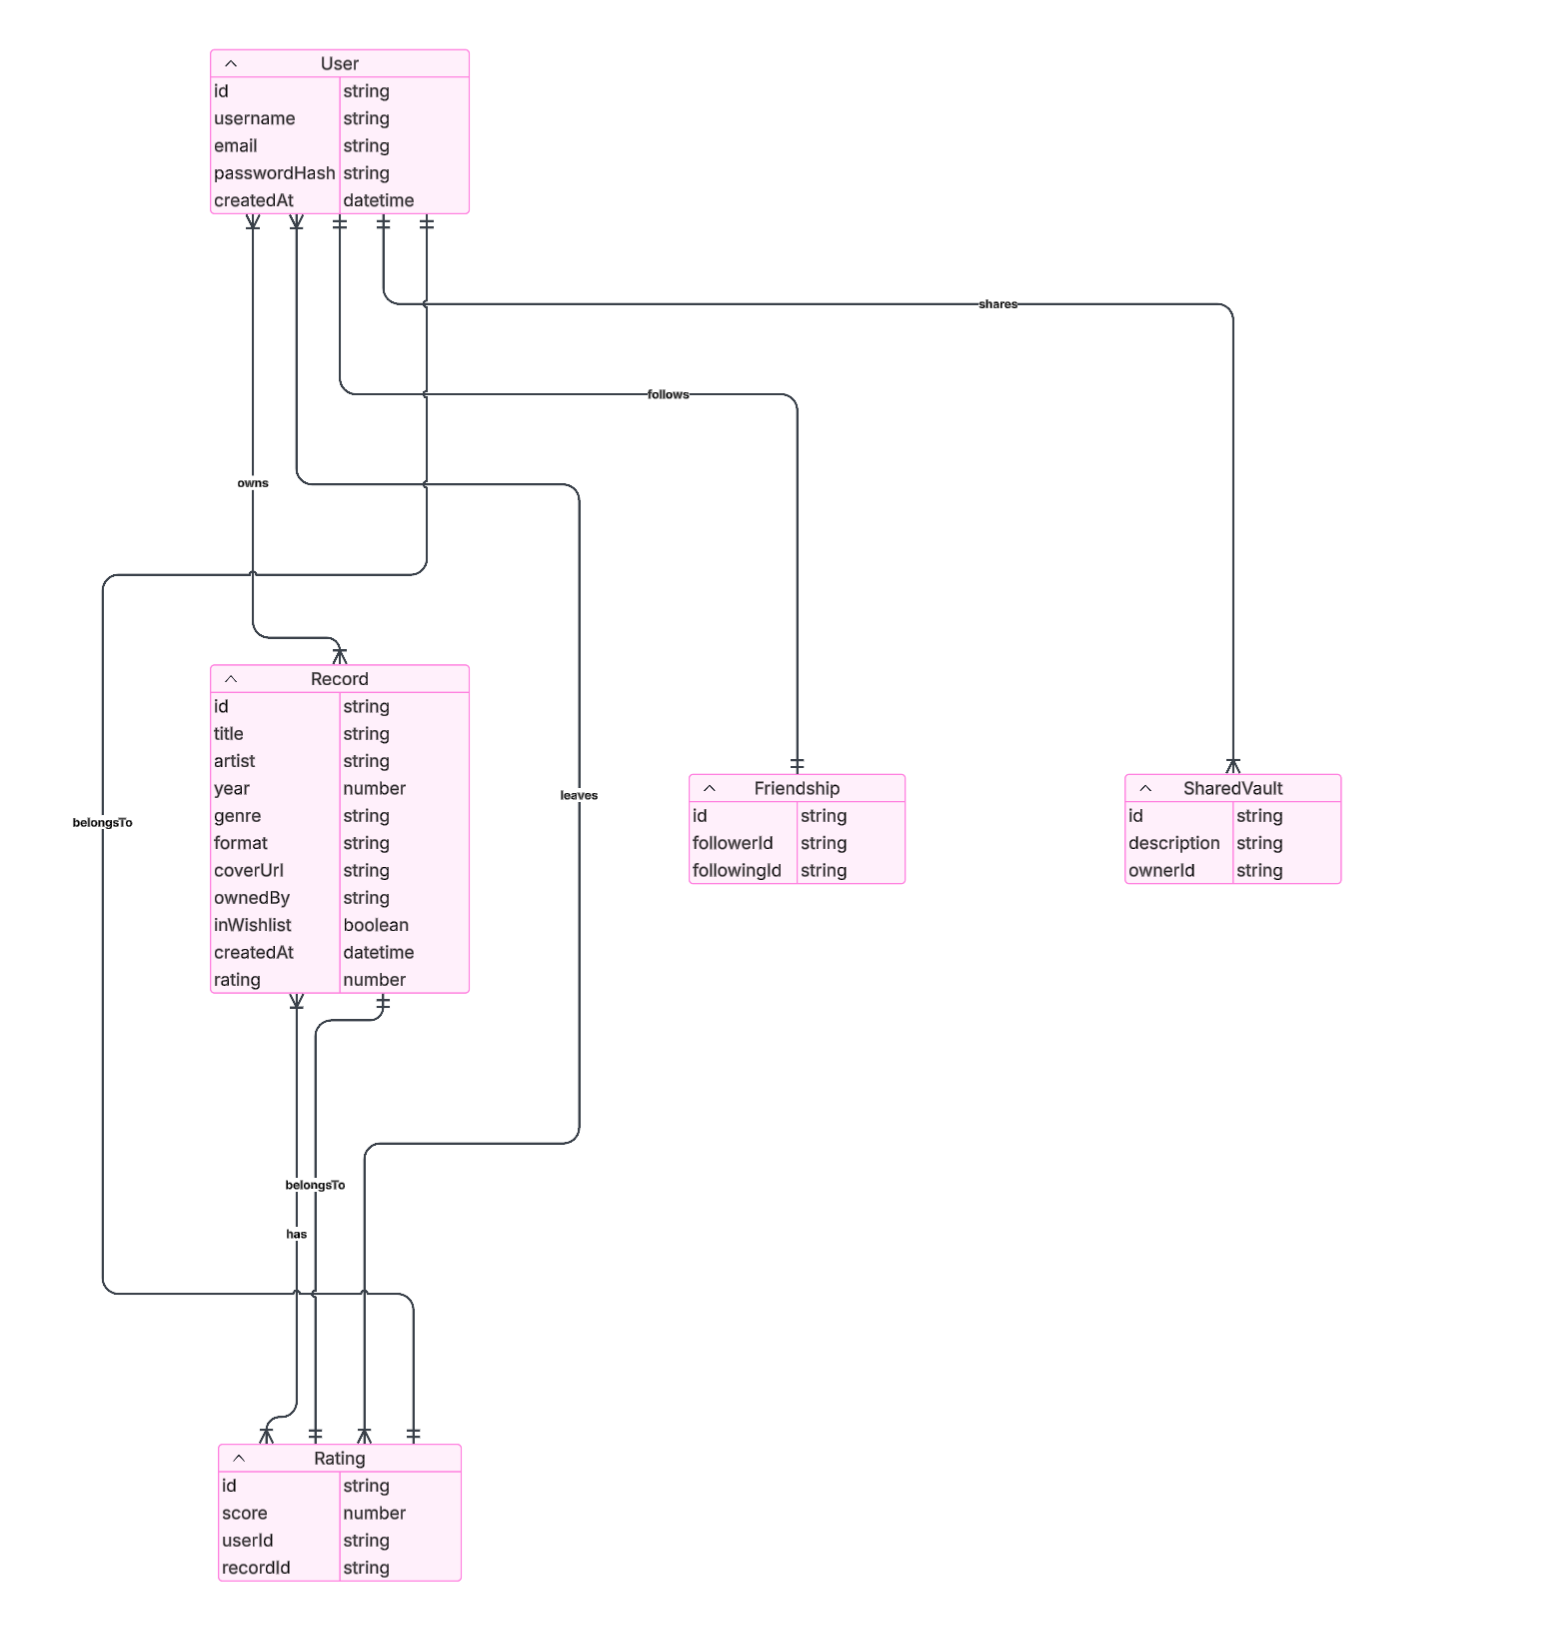 User
id string
username string
email string
passwordHash string
createdAt datetime
shares
follows
owns
Record
id string
title string
artist string
year number
genre string
format string
coverUrl string
ownedBy string
inWishlist boolean
createdAt datetime
rating number
leaves
belongsTo
Friendship
id string
followerId string
followingId string
SharedVault
id string
description string
ownerId string
belongsTo
has
Rating
id string
score number
userId string
recordId string